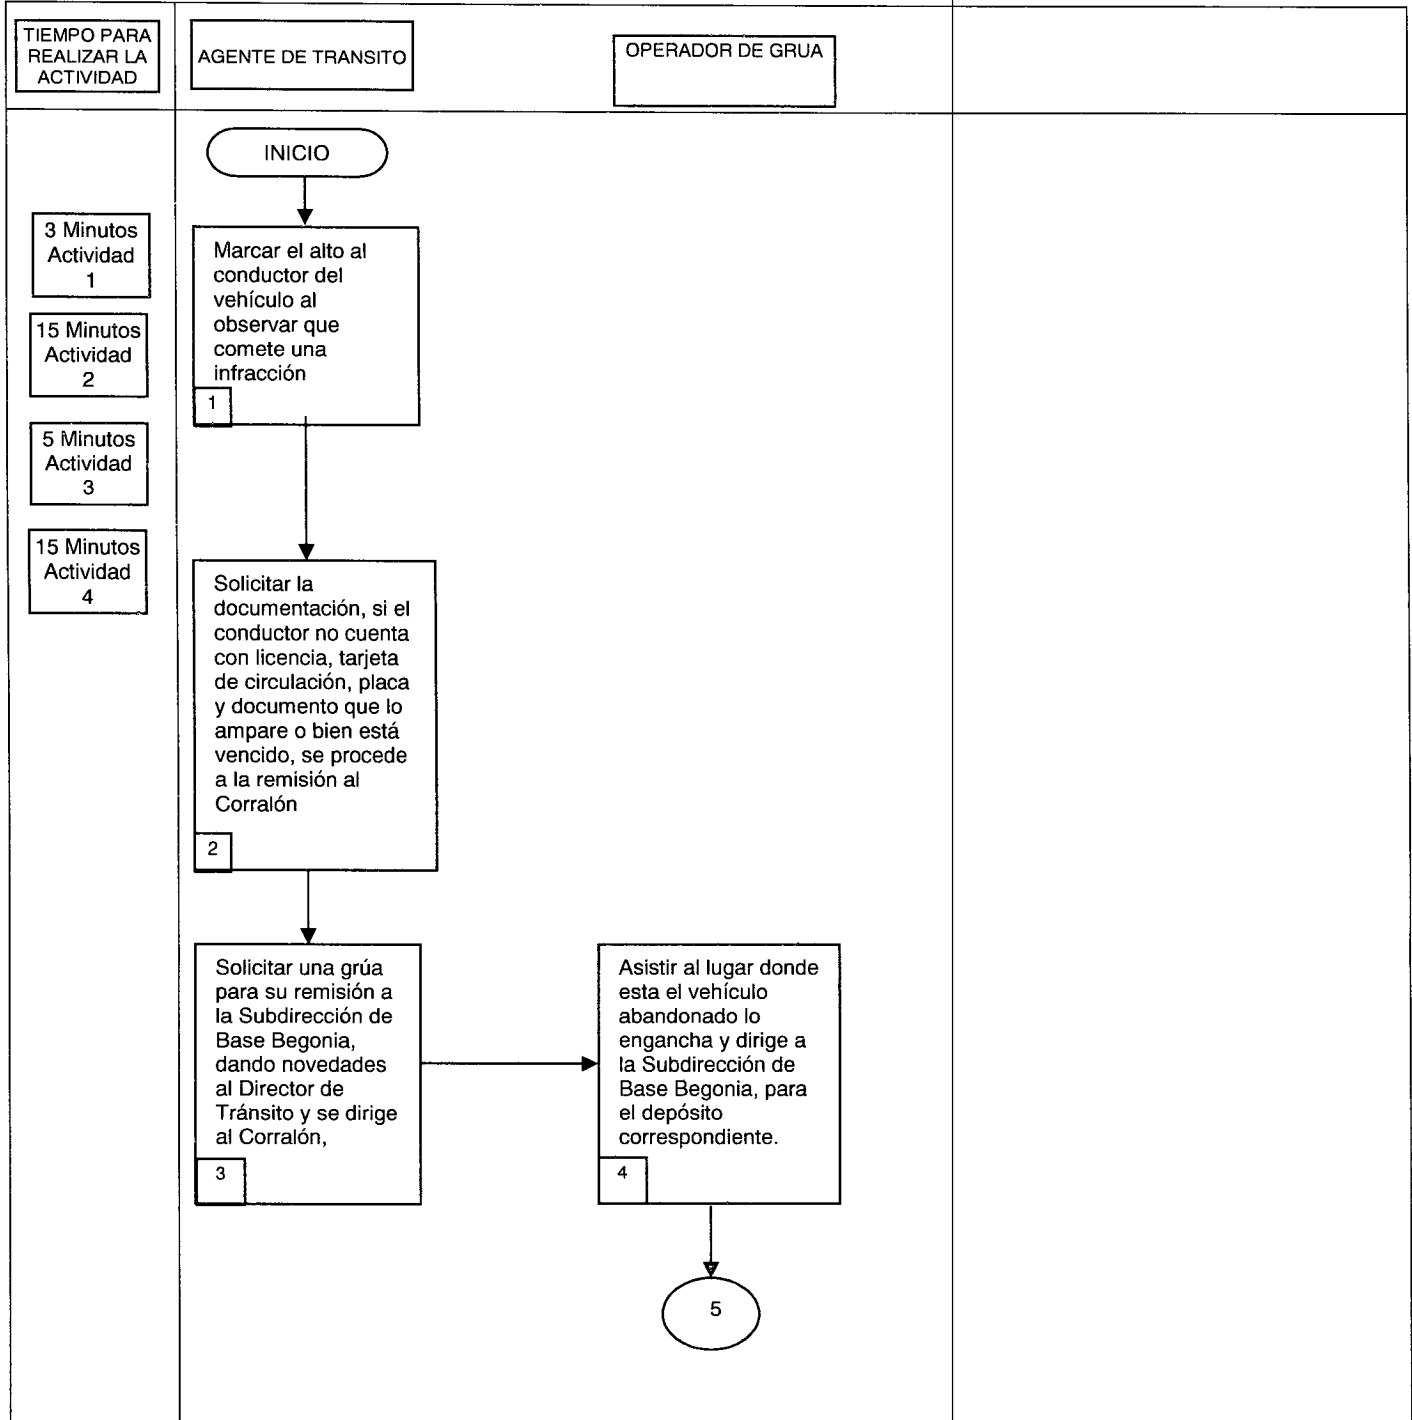 TIEMPO PARA
REALIZAR LA
ACTIVIDAD
AGENTE DE TRANSITO
OPERADOR DE GRUA
INICIO
3 Minutos
Actividad
1
15 Minutos
Actividad
2
5 Minutos
Actividad
3
15 Minutos
Actividad
4
Marcar el alto al
conductor del
vehículo al
observar que
comete una
infracción
1
Solicitar la
documentación, si el
conductor no cuenta
con licencia, tarjeta
de circulación, placa
y documento que lo
ampare o bien está
vencido, se procede
a la remisión al
Corralón
2
Solicitar una grúa
para su remisión a
la Subdirección de
Base Begonia,
dando novedades
al Director de
Tránsito y se dirige
al Corralón,
3
Asistir al lugar donde
esta el vehículo
abandonado lo
engancha y dirige a
la Subdirección de
Base Begonia, para
el depósito
correspondiente.
4
5